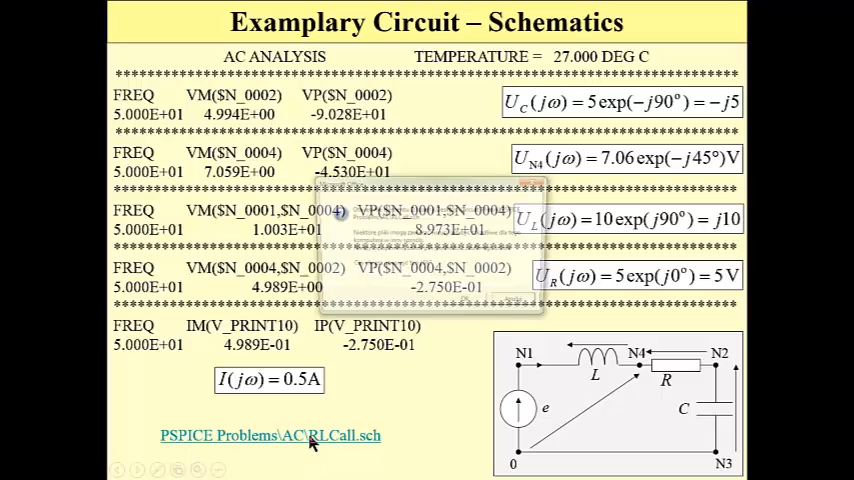 Examplary Circuit – Schematics
AC ANALYSIS TEMPERATURE = 27.000 DEG C
******************************************************************************
FREQ VM($N_0002) VP($N_0002)
5.000E+01 4.994E+00 -9.028E+01
U_C(jω) = 5exp(−j90°) = −j5
******************************************************************************
FREQ VM($N_0004) VP($N_0004)
5.000E+01 7.059E+00 -4.530E+01
U_N4(jω) = 7.06exp(−j45°)V
******************************************************************************
FREQ VM($N_0001,$N_0004) VP($N_0001,$N_0004)
5.000E+01 1.003E+01 8.973E+01
U_L(jω) = 10exp(j90°) = j10
******************************************************************************
FREQ VM($N_0004,$N_0002) VP($N_0004,$N_0002)
5.000E+01 4.989E+00 -2.750E-01
U_R(jω) = 5exp(j0°) = 5V
******************************************************************************
FREQ IM(V_PRINT10) IP(V_PRINT10)
5.000E+01 4.989E-01 -2.750E-01
I(jω) = 0.5A
PSPICE Problems\AC\RLCall.sch
N1 N4 N2
L R
e C
0 N3
Microsoft Office